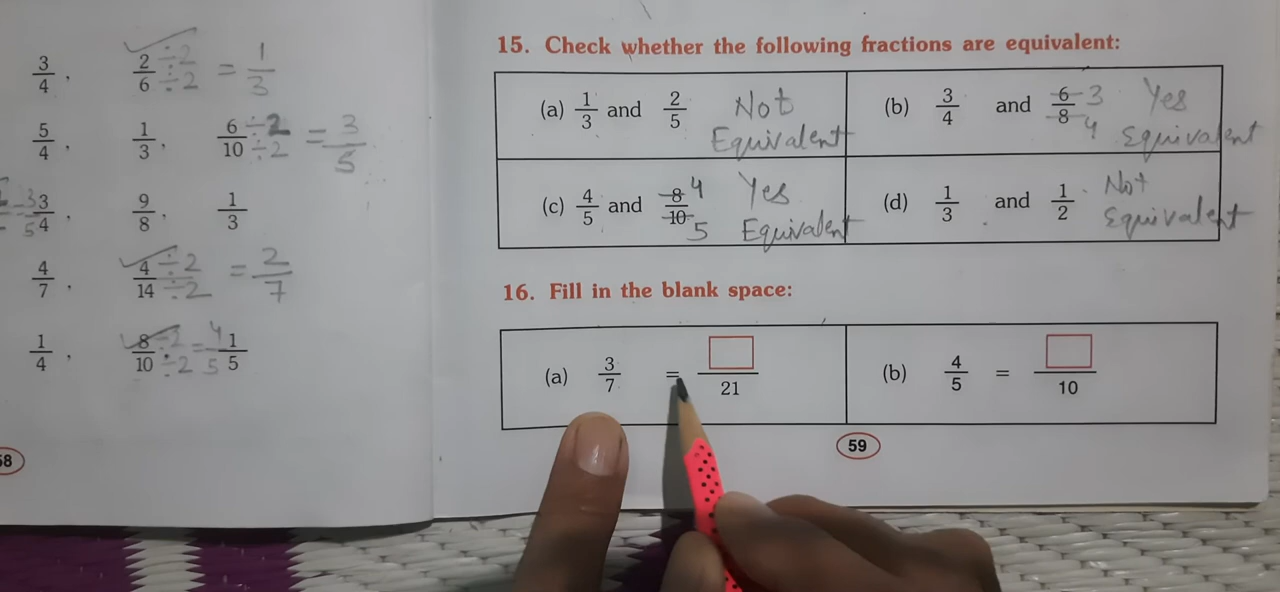 3/4 , 2/6 ÷2/÷2 = 1/3
5/4 , 1/3 , 6/10 ÷2/÷2 = 3/5
3/4 , 9/8 , 1/3
4/7 , 4/14 ÷2/÷2 = 2/7
1/4 , 8/10 ÷2/÷2 = 4/5 1/5
15. Check whether the following fractions are equivalent:
(a) 1/3 and 2/5 Not Equivalent
(b) 3/4 and 6/8 3/4 Yes Equivalent
(c) 4/5 and 8/10 4/5 Yes Equivalent
(d) 1/3 and 1/2 Not Equivalent
16. Fill in the blank space:
(a) 3/7 = /21
(b) 4/5 = /10
59